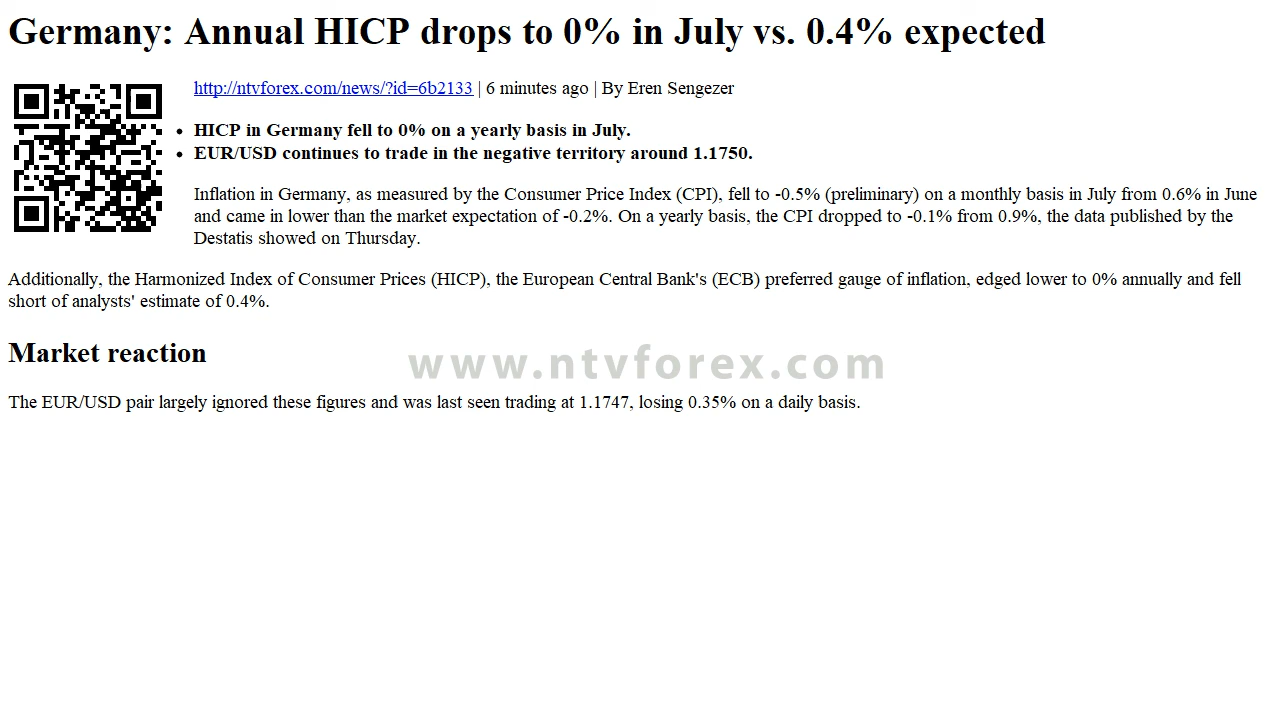 Germany: Annual HICP drops to 0% in July vs. 0.4% expected
http://ntvforex.com/news/?id=6b2133 | 6 minutes ago | By Eren Sengezer
• HICP in Germany fell to 0% on a yearly basis in July.
• EUR/USD continues to trade in the negative territory around 1.1750.
Inflation in Germany, as measured by the Consumer Price Index (CPI), fell to -0.5% (preliminary) on a monthly basis in July from 0.6% in June
and came in lower than the market expectation of -0.2%. On a yearly basis, the CPI dropped to -0.1% from 0.9%, the data published by the
Destatis showed on Thursday.
Additionally, the Harmonized Index of Consumer Prices (HICP), the European Central Bank's (ECB) preferred gauge of inflation, edged lower to 0% annually and fell
short of analysts' estimate of 0.4%.
Market reaction
www.ntvforex.com
The EUR/USD pair largely ignored these figures and was last seen trading at 1.1747, losing 0.35% on a daily basis.